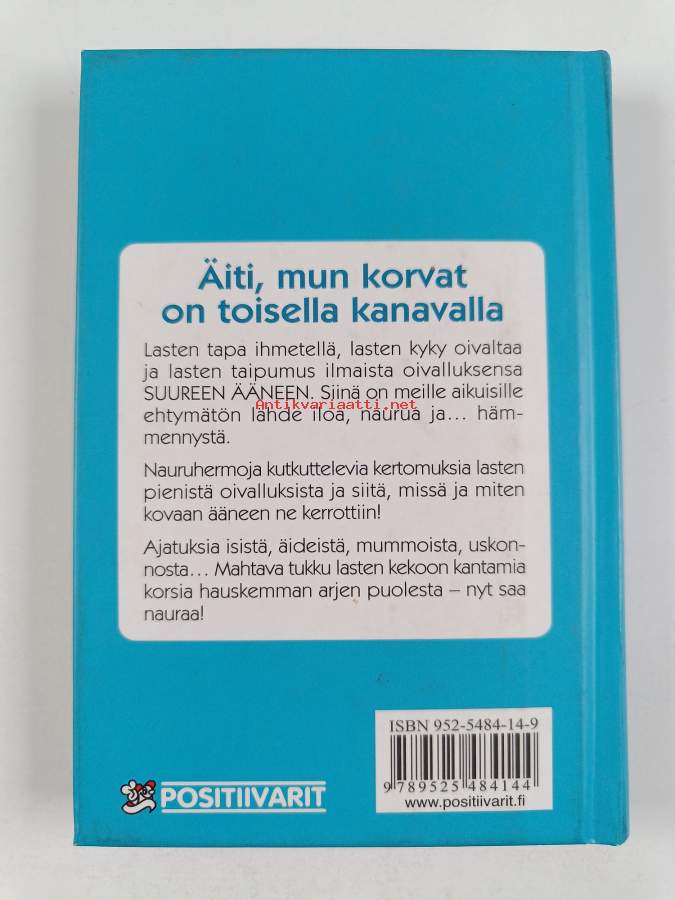 Äiti, mun korvat
on toisella kanavalla
Lasten tapa ihmetellä, lasten kyky oivaltaa
ja lasten taipumus ilmaista oivalluksensa
SUUREEN ÄÄNEEN. Siinä on meille aikuisille
Antikvariaatti.net
ehtymätön lähde iloa, naurua ja... häm-
mennystä.
Nauruhermoja kutkuttelevia kertomuksia lasten
pienistä oivalluksista ja siitä, missä ja miten
kovaan ääneen ne kerrottiin!
Ajatuksia isistä, äideistä, mummoista, uskon-
nosta... Mahtava tukku lasten kekoon kantamia
korsia hauskemman arjen puolesta – nyt saa
nauraa!
ISBN 952-5484-14-9
9 789525 484144
www.positiivarit.fi
POSITIIVARIT